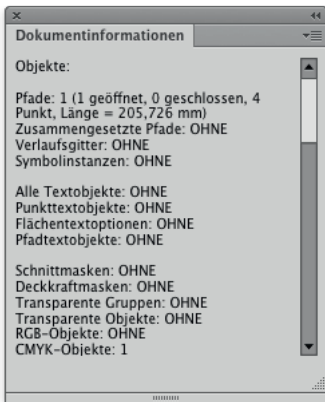 Dokumentinformationen
Objekte:
Pfade: 1 (1 geöffnet, 0 geschlossen, 4
Punkt, Länge = 205,726 mm)
Zusammengesetzte Pfade: OHNE
Verlaufsgitter: OHNE
Symbolinstanzen: OHNE
Alle Textobjekte: OHNE
Punkttextobjekte: OHNE
Flächentextoptionen: OHNE
Pfadtextobjekte: OHNE
Schnittmasken: OHNE
Deckkraftmasken: OHNE
Transparente Gruppen: OHNE
Transparente Objekte: OHNE
RGB-Objekte: OHNE
CMYK-Objekte: 1